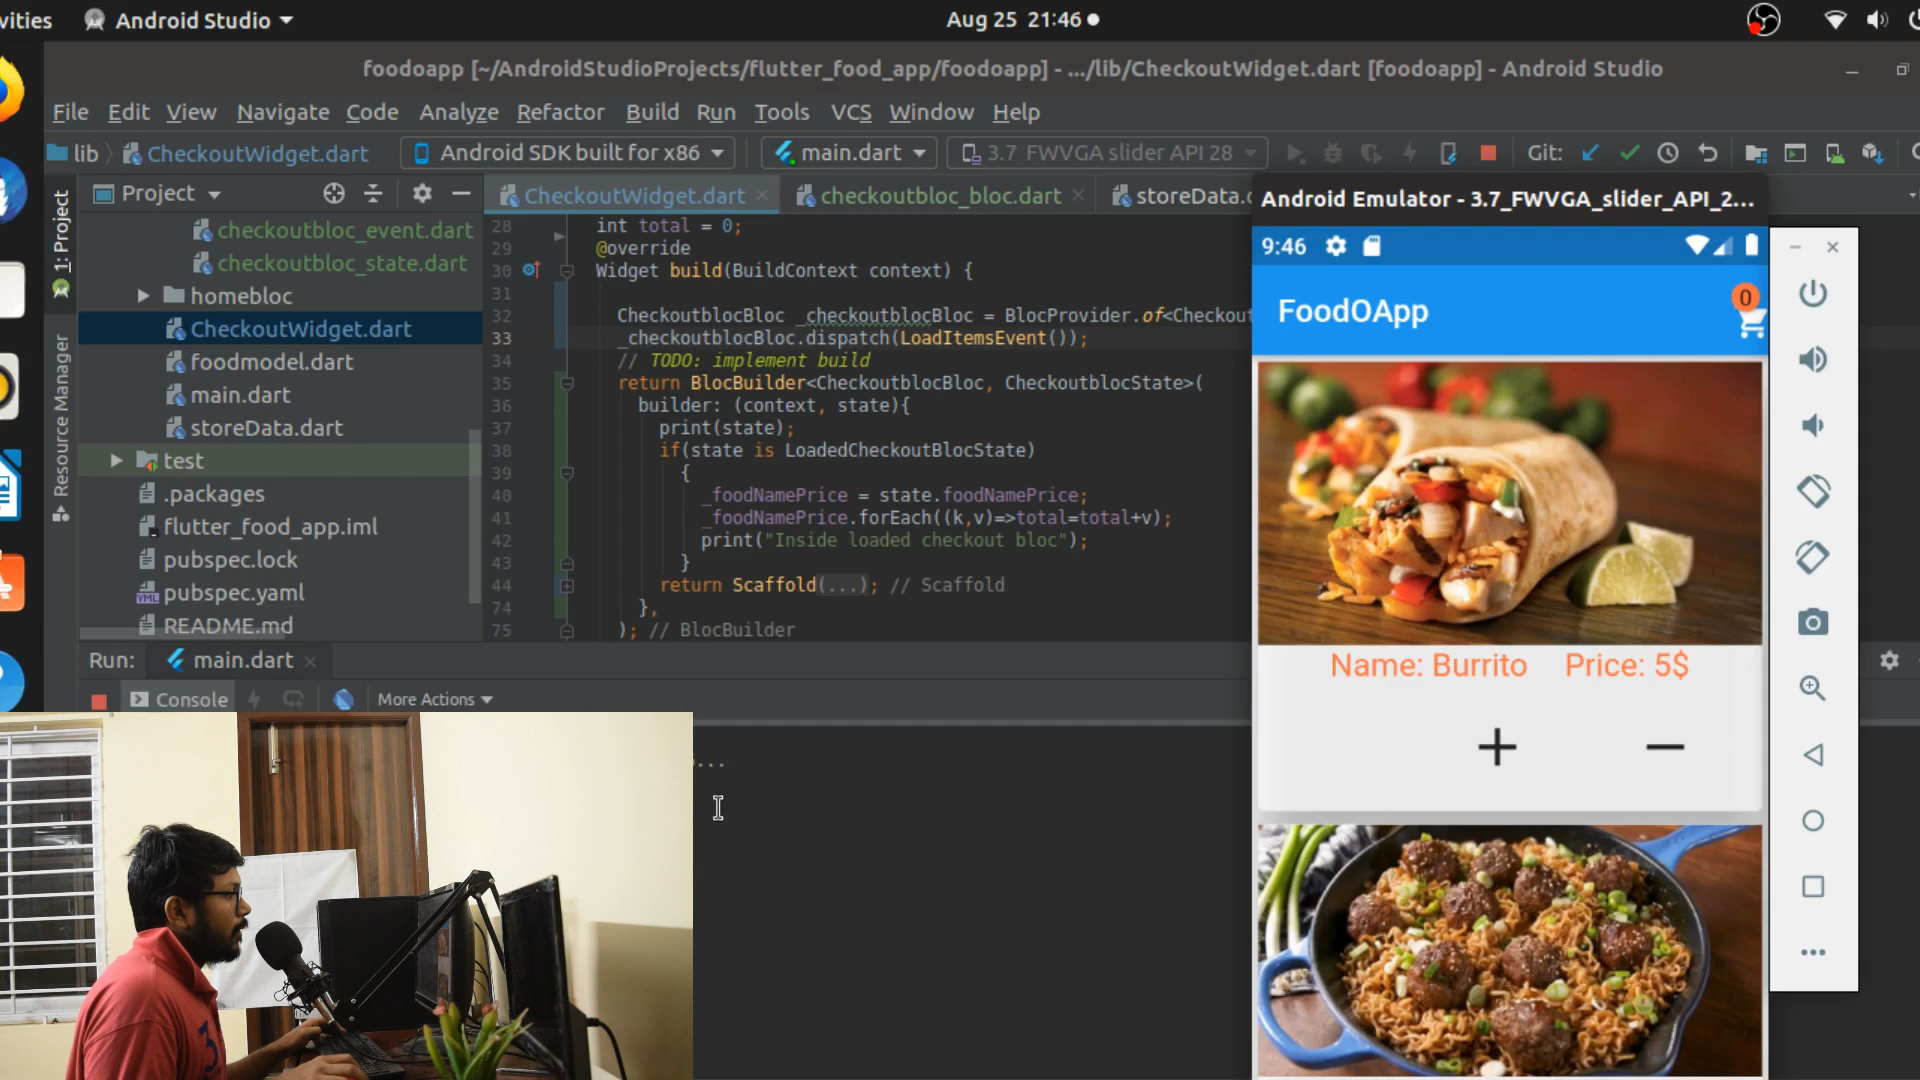 vities
Android Studio
Aug 25 21:46
foodoapp [~/AndroidStudioProjects/flutter_food_app/foodoapp] - .../lib/CheckoutWidget.dart [foodoapp] - Android Studio
File Edit View Navigate Code Analyze Refactor Build Run Tools VCS Window Help
lib CheckoutWidget.dart
Android SDK built for x86
main.dart
3.7 FWVGA slider API 28
Git:
Project
CheckoutWidget.dart
checkoutbloc_bloc.dart
storeData.
1: Project
Resource Manager
checkoutbloc_event.dart
checkoutbloc_state.dart
homebloc
CheckoutWidget.dart
foodmodel.dart
main.dart
storeData.dart
test
.packages
flutter_food_app.iml
pubspec.lock
pubspec.yaml
README.md
28 int total = 0;
29 @override
30 Widget build(BuildContext context) {
31
32 CheckoutblocBloc _checkoutblocBloc = BlocProvider.of<Checkout
33 _checkoutblocBloc.dispatch(LoadItemsEvent());
34 // TODO: implement build
35 return BlocBuilder<CheckoutblocBloc, CheckoutblocState>(
36 builder: (context, state){
37 print(state);
38 if(state is LoadedCheckoutBlocState)
39 {
40 _foodNamePrice = state.foodNamePrice;
41 _foodNamePrice.forEach((k,v)=>total=total+v);
42 print("Inside loaded checkout bloc");
43 }
44 return Scaffold(...); // Scaffold
74 },
75 ); // BlocBuilder
Run: main.dart
Console
More Actions
...
Android Emulator - 3.7_FWVGA_slider_API_2...
9:46
FoodOApp
0
Name: Burrito Price: 5$